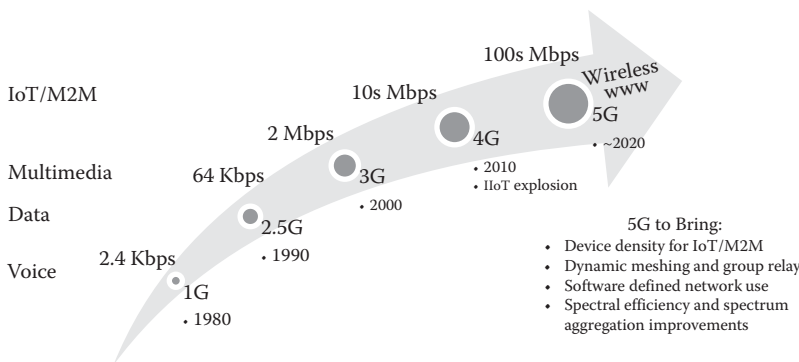 100s Mbps
Wireless
www
IoT/M2M
10s Mbps
5G
2 Mbps
4G
• ~2020
Multimedia
64 Kbps
3G
• 2010
• IIoT explosion
Data
2.5G
• 2000
5G to Bring:
• Device density for IoT/M2M
• Dynamic meshing and group relay
• Software defined network use
• Spectral efficiency and spectrum
aggregation improvements
2.4 Kbps
• 1990
Voice
1G
• 1980